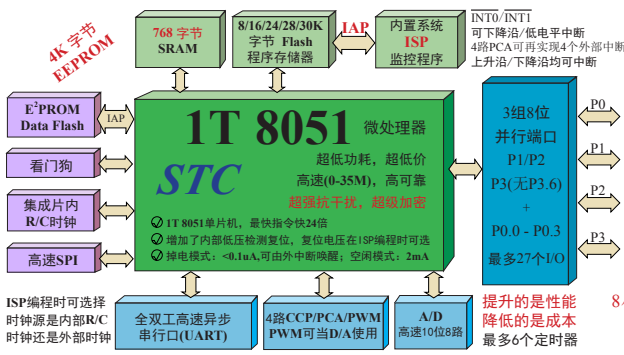 4K 字节
EEPROM
768 字节
SRAM
8/16/24/28/30K
字节 Flash
程序存储器
IAP
内置系统
ISP
监控程序
INT0/INT1
可下降沿/低电平中断
4路PCA可再实现4个外部中断
上升沿/下降沿均可中断
E²PROM
Data Flash
IAP
看门狗
集成片内
R/C时钟
高速SPI
1T 8051 微处理器
STC
超低功耗，超低价
高速(0-35M)，高可靠
超强抗干扰，超级加密
1T 8051单片机，最快指令快24倍
增加了内部低压检测复位，复位电压在ISP编程时可选
掉电模式：<0.1uA,可由外中断唤醒；空闲模式：2mA
3组8位
并行端口
P1/P2
P3(无P3.6)
+
P0.0 - P0.3
最多27个I/O
P0
P1
P2
P3
ISP编程时可选择
时钟源是内部R/C
时钟还是外部时钟
全双工高速异步
串行口(UART)
4路CCP/PCA/PWM
PWM可当D/A使用
A/D
高速10位8路
提升的是性能
降低的是成本
最多6个定时器